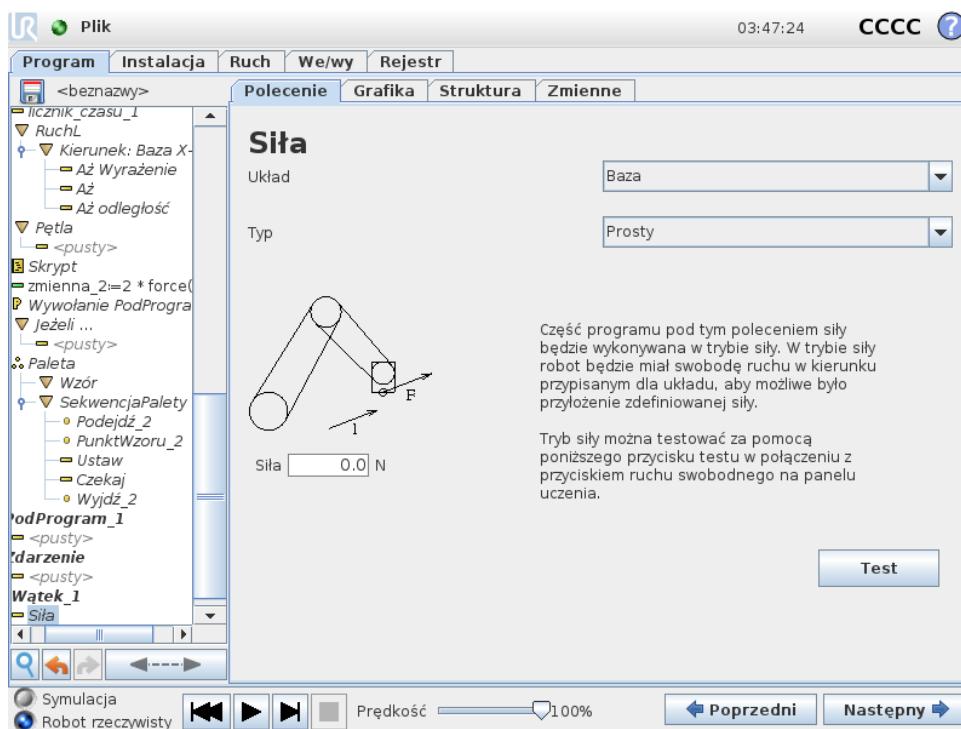 UR Plik 03:47:24 CCCC ?
Program Instalacja Ruch We/wy Rejestr
<beznazwy>
Polecenie Grafika Struktura Zmienne
licznik_czasu_1
RuchL
Kierunek: Baza X-
Aż Wyrażenie
Aż
Aż odległość
Pętla
<pusty>
Skrypt
zmienna_2:=2 * force(
Wywołanie PodProgra
Jeżeli ...
<pusty>
Paleta
Wzór
SekwencjaPalety
Podejdź_2
PunktWzoru_2
Ustaw
Czekaj
Wyjdź_2
PodProgram_1
<pusty>
Zdarzenie
<pusty>
Wątek_1
Siła
Siła
Układ Baza
Typ Prosty
F
1
Siła 0.0 N
Część programu pod tym poleceniem siły
będzie wykonywana w trybie siły. W trybie siły
robot będzie miał swobodę ruchu w kierunku
przypisanym dla układu, aby możliwe było
przyłożenie zdefiniowanej siły.
Tryb siły można testować za pomocą
poniższego przycisku testu w połączeniu z
przyciskiem ruchu swobodnego na panelu
uczenia.
Test
Symulacja
Robot rzeczywisty
Prędkość 100%
Poprzedni Następny